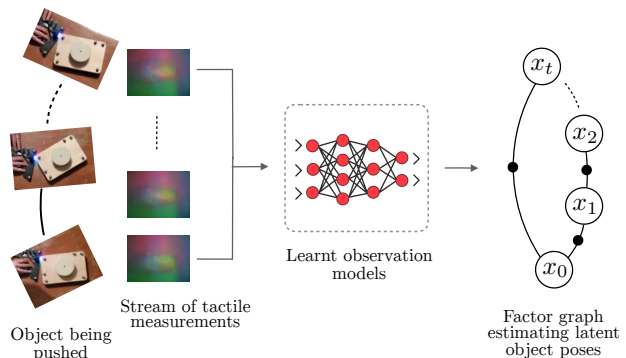 Object being
pushed
Stream of tactile
measurements
Learnt observation
models
x_t
x_2
x_1
x_0
Factor graph
estimating latent
object poses